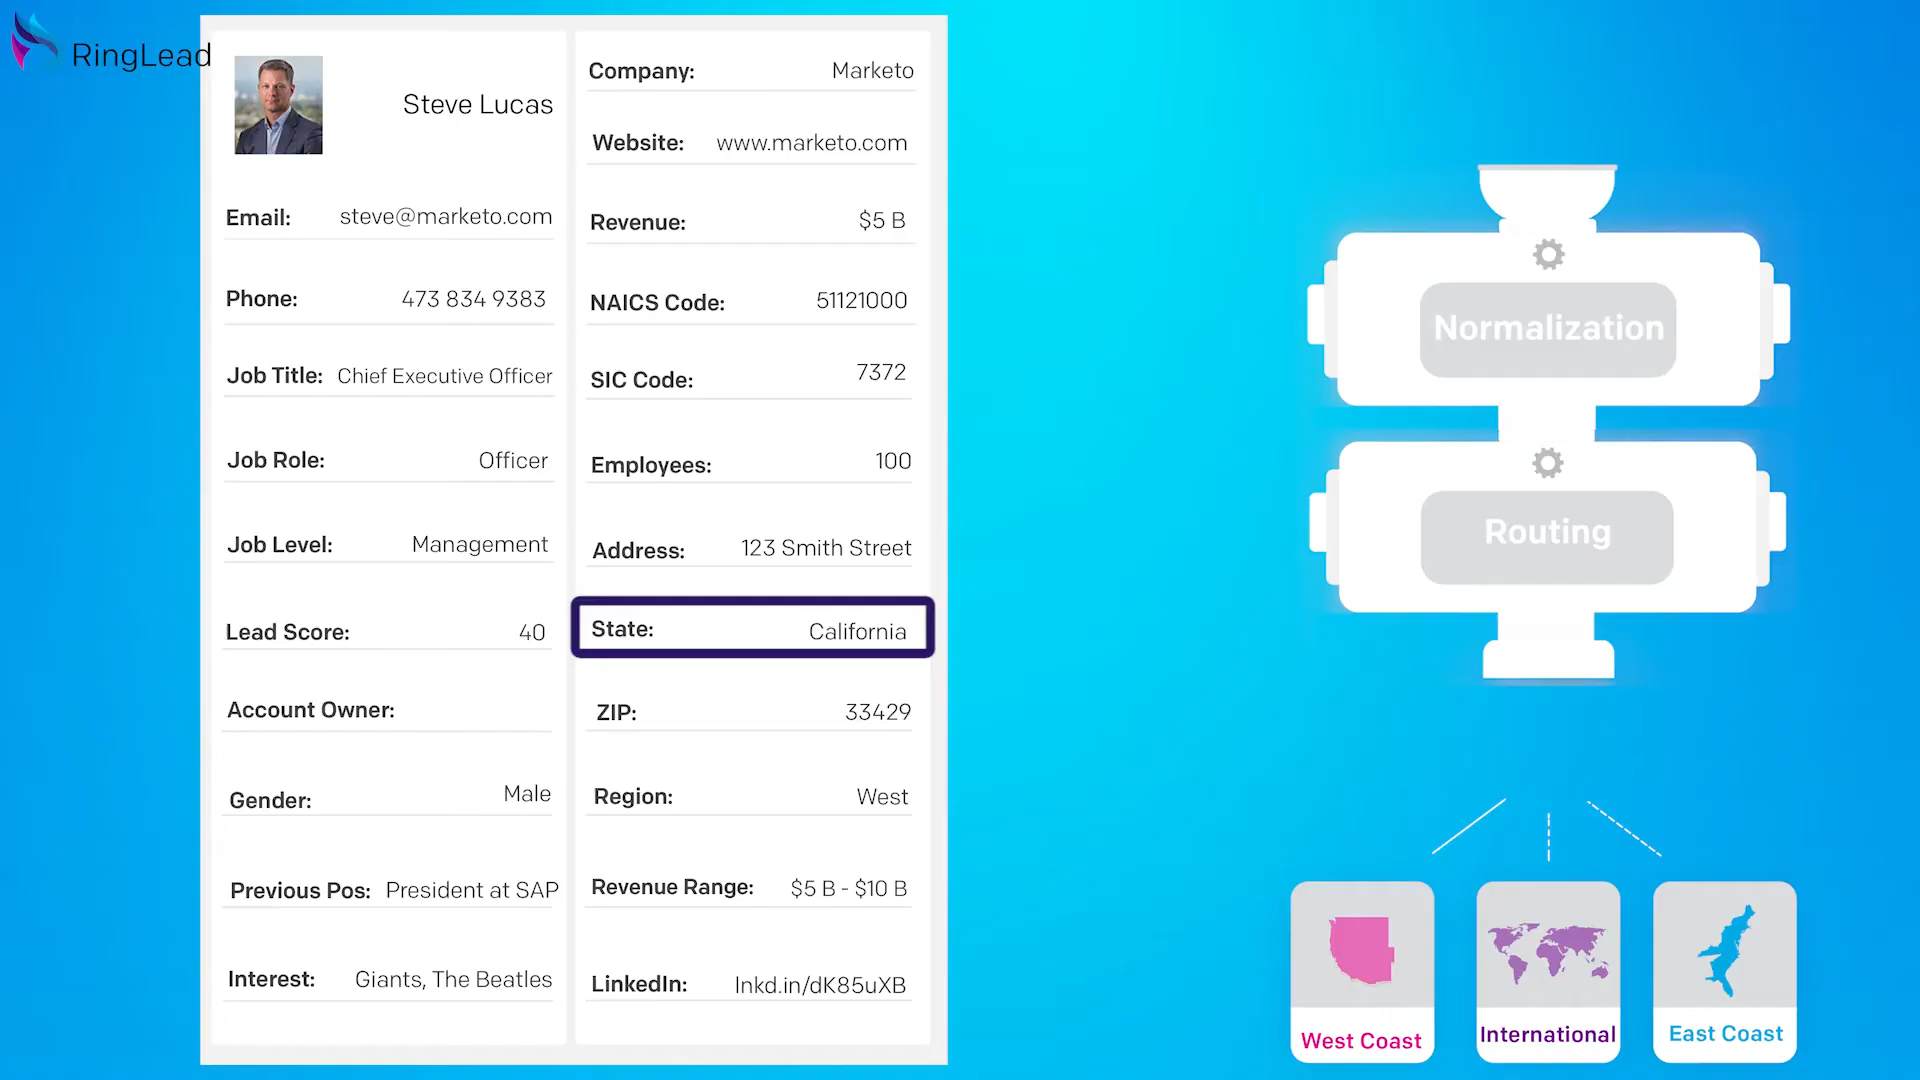 RingLead
Steve Lucas
Email: steve@marketo.com
Phone: 473 834 9383
Job Title: Chief Executive Officer
Job Role: Officer
Job Level: Management
Lead Score: 40
Account Owner:
Gender: Male
Previous Pos: President at SAP
Interest: Giants, The Beatles
Company: Marketo
Website: www.marketo.com
Revenue: $5 B
NAICS Code: 51121000
SIC Code: 7372
Employees: 100
Address: 123 Smith Street
State: California
ZIP: 33429
Region: West
Revenue Range: $5 B - $10 B
LinkedIn: lnkd.in/dK85uXB
Normalization
Routing
West Coast
International
East Coast